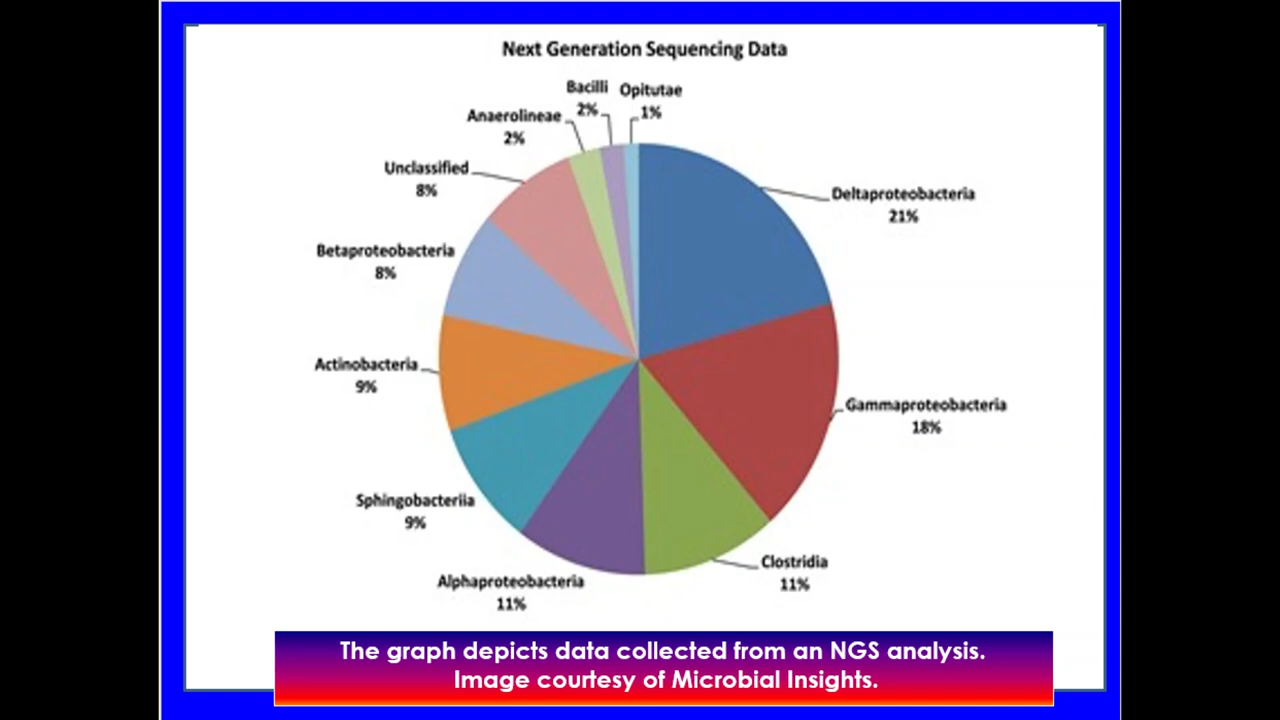 Next Generation Sequencing Data
Bacilli
2%
Opitutae
1%
Anaerolineae
2%
Unclassified
8%
Deltaproteobacteria
21%
Betaproteobacteria
8%
Actinobacteria
9%
Gammaproteobacteria
18%
Sphingobacteriia
9%
Clostridia
11%
Alphaproteobacteria
11%
The graph depicts data collected from an NGS analysis.
Image courtesy of Microbial Insights.